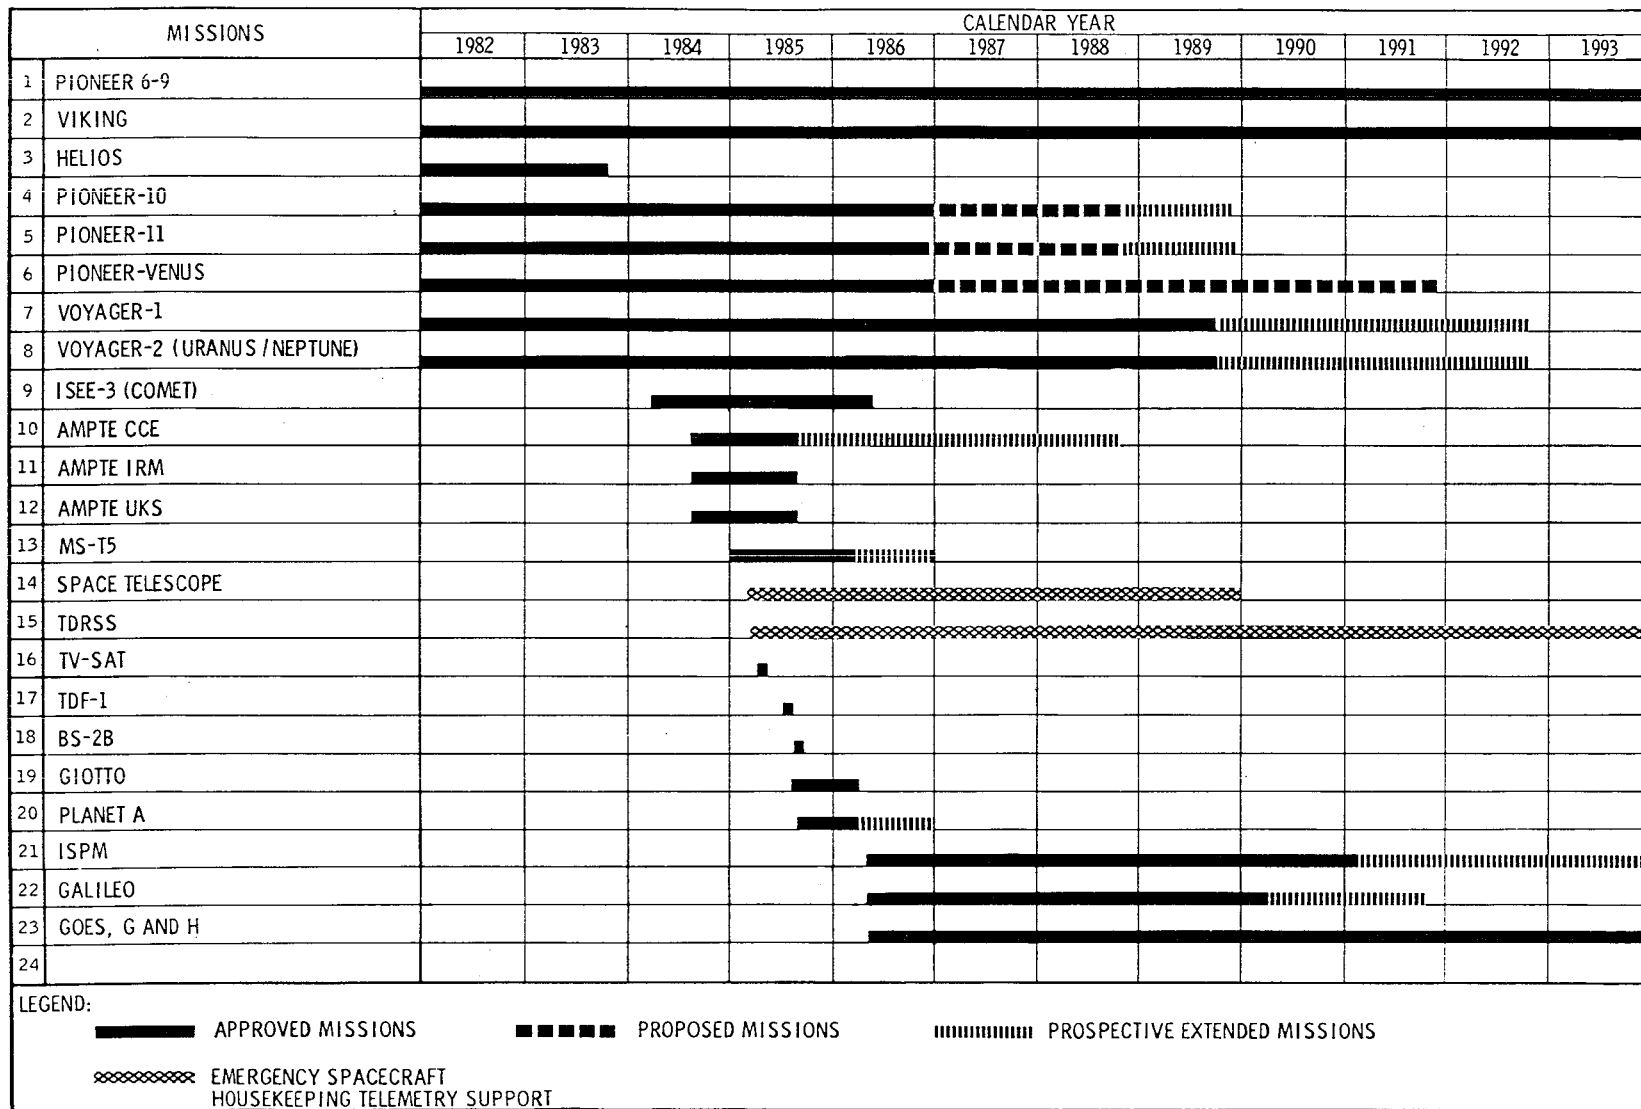 MISSIONS
CALENDAR YEAR
1982 1983 1984 1985 1986 1987 1988 1989 1990 1991 1992 1993
1 PIONEER 6-9
2 VIKING
3 HELIOS
4 PIONEER-10
5 PIONEER-11
6 PIONEER-VENUS
7 VOYAGER-1
8 VOYAGER-2 (URANUS/NEPTUNE)
9 ISEE-3 (COMET)
10 AMPTE CCE
11 AMPTE IRM
12 AMPTE UKS
13 MS-T5
14 SPACE TELESCOPE
15 TDRSS
16 TV-SAT
17 TDF-1
18 BS-2B
19 GIOTTO
20 PLANET A
21 ISPM
22 GALILEO
23 GOES, G AND H
24
LEGEND:
APPROVED MISSIONS PROPOSED MISSIONS PROSPECTIVE EXTENDED MISSIONS
EMERGENCY SPACECRAFT
HOUSEKEEPING TELEMETRY SUPPORT